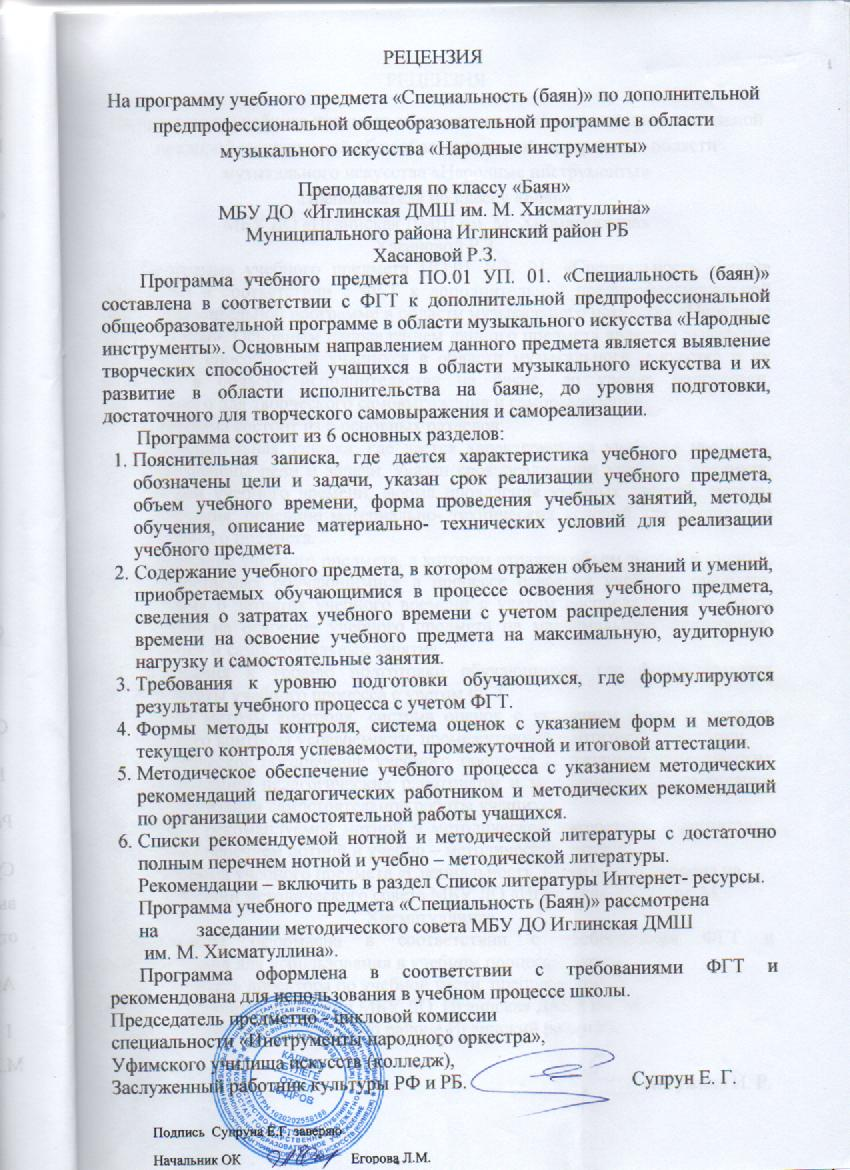 РЕЦЕНЗИЯ
На программу учебного предмета «Специальность (баян)» по дополнительной
предпрофессиональной общеобразовательной программе в области
музыкального искусства «Народные инструменты»
Преподавателя по классу «Баян»
МБУ ДО «Иглинская ДМШ им. М. Хисматуллина»
Муниципального района Иглинский район РБ
Хасановой Р.З.
Программа учебного предмета ПО.01 УП. 01. «Специальность (баян)»
составлена в соответствии с ФГТ к дополнительной предпрофессиональной
общеобразовательной программе в области музыкального искусства «Народные
инструменты». Основным направлением данного предмета является выявление
творческих способностей учащихся в области музыкального искусства и их
развитие в области исполнительства на баяне, до уровня подготовки,
достаточного для творческого самовыражения и самореализации.
Программа состоит из 6 основных разделов:
1. Пояснительная записка, где дается характеристика учебного предмета,
обозначены цели и задачи, указан срок реализации учебного предмета,
объем учебного времени, форма проведения учебных занятий, методы
обучения, описание материально- технических условий для реализации
учебного предмета.
2. Содержание учебного предмета, в котором отражен объем знаний и умений,
приобретаемых обучающимися в процессе освоения учебного предмета,
сведения о затратах учебного времени с учетом распределения учебного
времени на освоение учебного предмета на максимальную, аудиторную
нагрузку и самостоятельные занятия.
3. Требования к уровню подготовки обучающихся, где формулируются
результаты учебного процесса с учетом ФГТ.
4. Формы методы контроля, система оценок с указанием форм и методов
текущего контроля успеваемости, промежуточной и итоговой аттестации.
5. Методическое обеспечение учебного процесса с указанием методических
рекомендаций педагогических работником и методических рекомендаций
по организации самостоятельной работы учащихся.
6. Списки рекомендуемой нотной и методической литературы с достаточно
полным перечнем нотной и учебно – методической литературы.
Рекомендации – включить в раздел Список литературы Интернет- ресурсы.
Программа учебного предмета «Специальность (Баян)» рассмотрена
на заседании методического совета МБУ ДО Иглинская ДМШ
им. М. Хисматуллина».
Программа оформлена в соответствии с требованиями ФГТ и
рекомендована для использования в учебном процессе школы.
Председатель предметно - цикловой комиссии
специальности «Инструменты народного оркестра»,
Уфимского училища искусств (колледж),
Заслуженный работник культуры РФ и РБ. Супрун Е. Г.
Подпись Супруна Е.Г. заверяю
Начальник ОК Егорова Л.М.